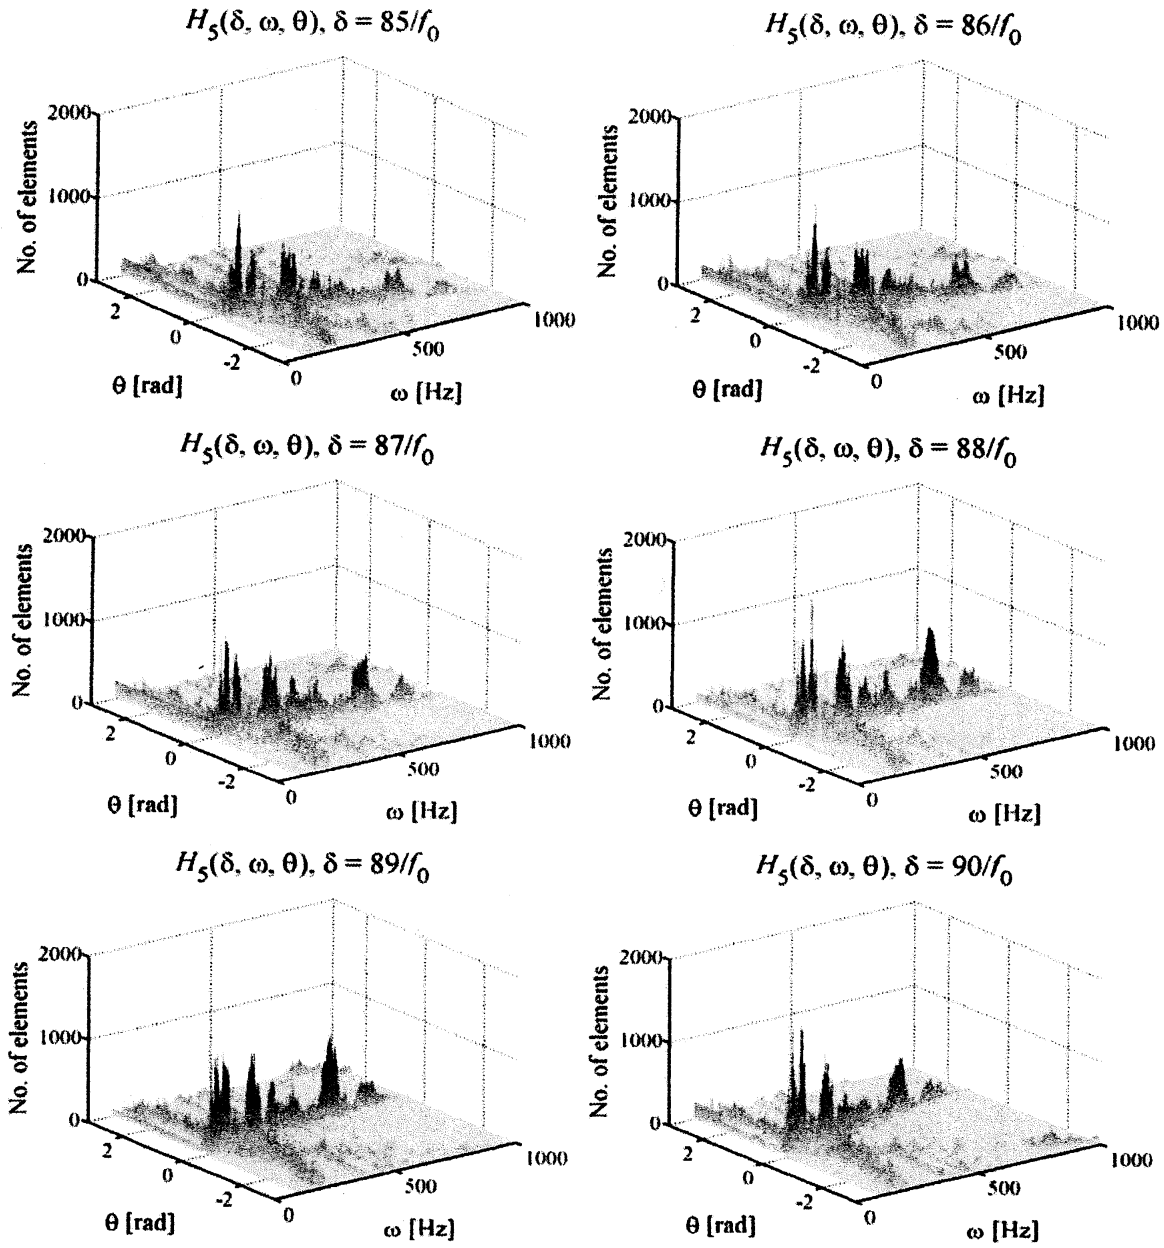 H5(δ, ω, θ), δ = 85/f0
2000
1000
0
No. of elements
2
0
-2
θ [rad]
0
500
1000
ω [Hz]
H5(δ, ω, θ), δ = 86/f0
2000
1000
0
No. of elements
2
0
-2
θ [rad]
0
500
1000
ω [Hz]
H5(δ, ω, θ), δ = 87/f0
2000
1000
0
No. of elements
2
0
-2
θ [rad]
0
500
1000
ω [Hz]
H5(δ, ω, θ), δ = 88/f0
2000
1000
0
No. of elements
2
0
-2
θ [rad]
0
500
1000
ω [Hz]
H5(δ, ω, θ), δ = 89/f0
2000
1000
0
No. of elements
2
0
-2
θ [rad]
0
500
1000
ω [Hz]
H5(δ, ω, θ), δ = 90/f0
2000
1000
0
No. of elements
2
0
-2
θ [rad]
0
500
1000
ω [Hz]